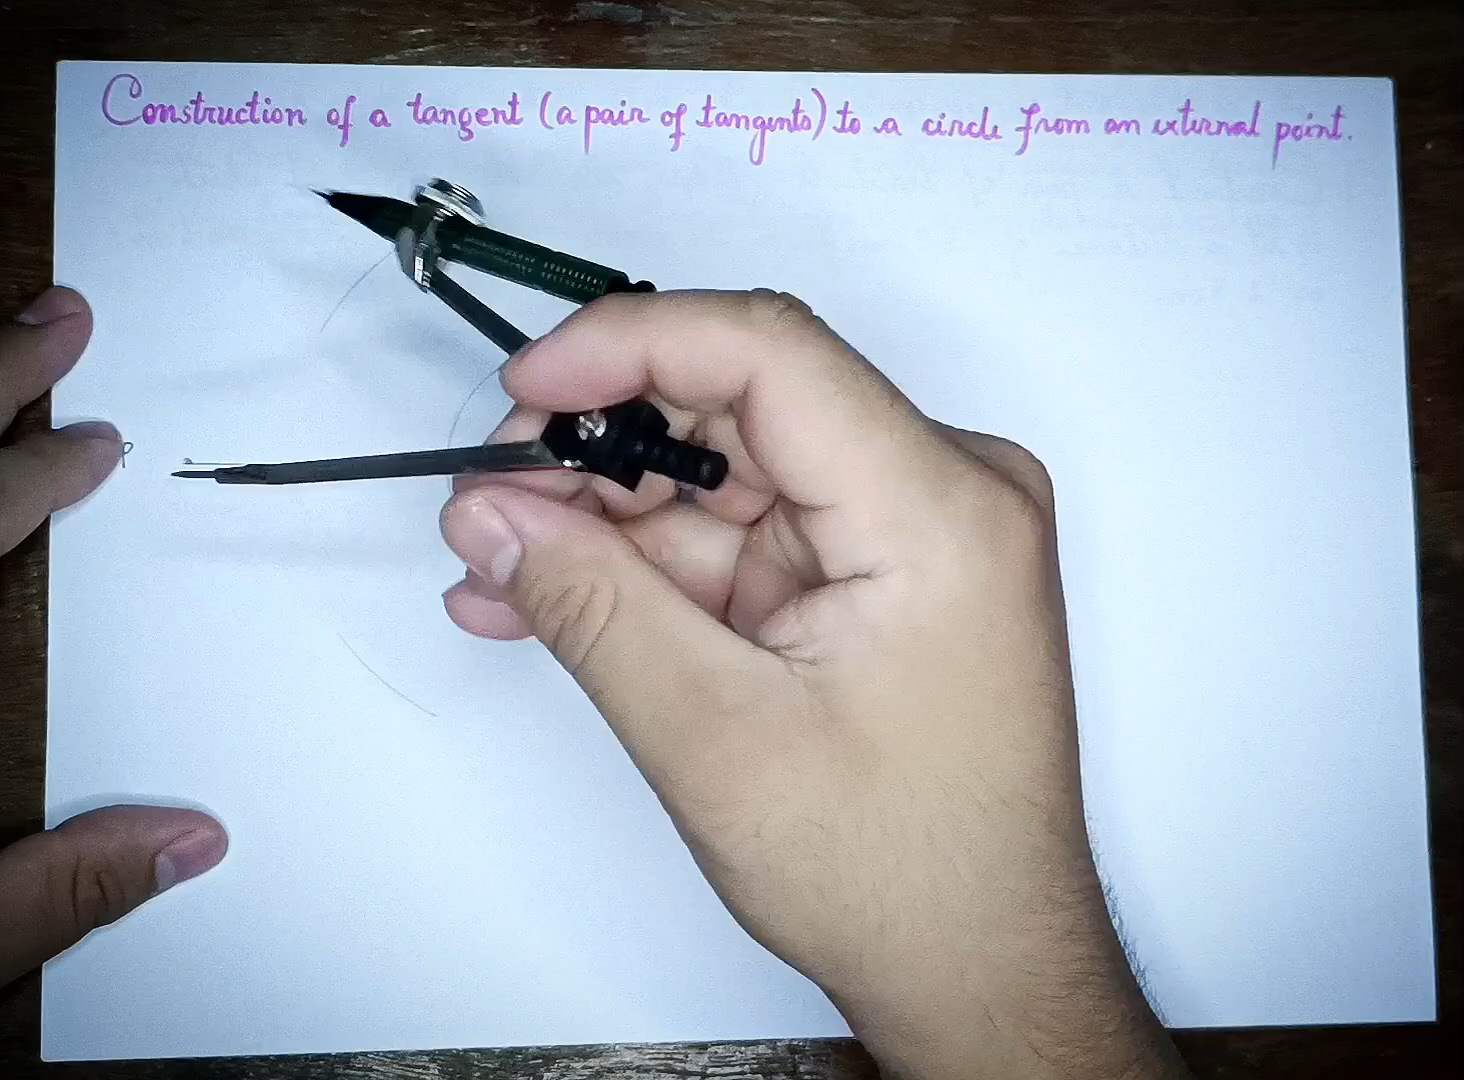 Construction of a tangent (a pair of tangents) to a circle from an external point.
P